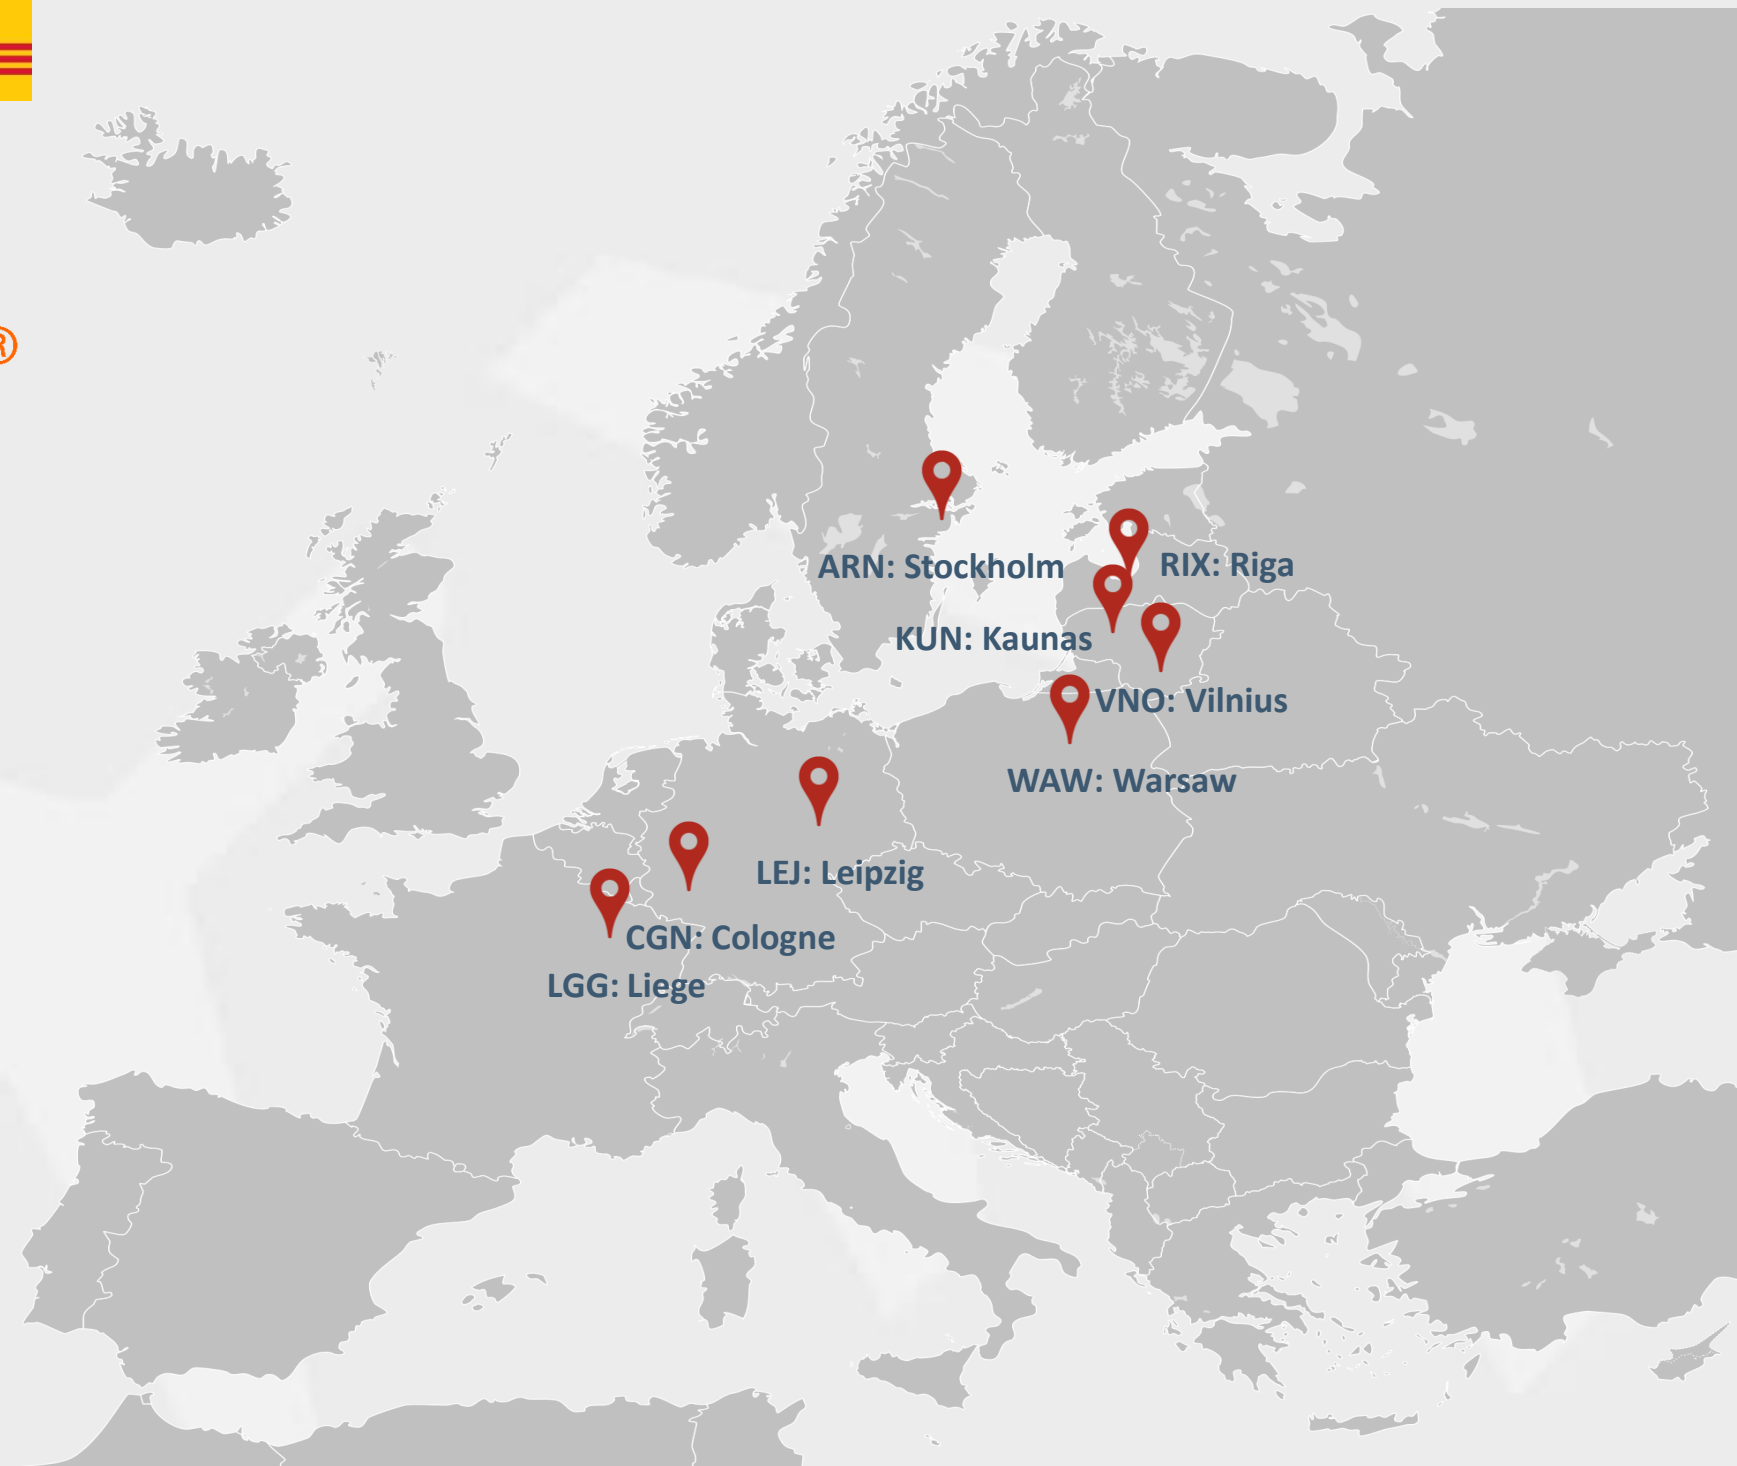 ®
ARN: Stockholm
RIX: Riga
KUN: Kaunas
VNO: Vilnius
WAW: Warsaw
LEJ: Leipzig
CGN: Cologne
LGG: Liege